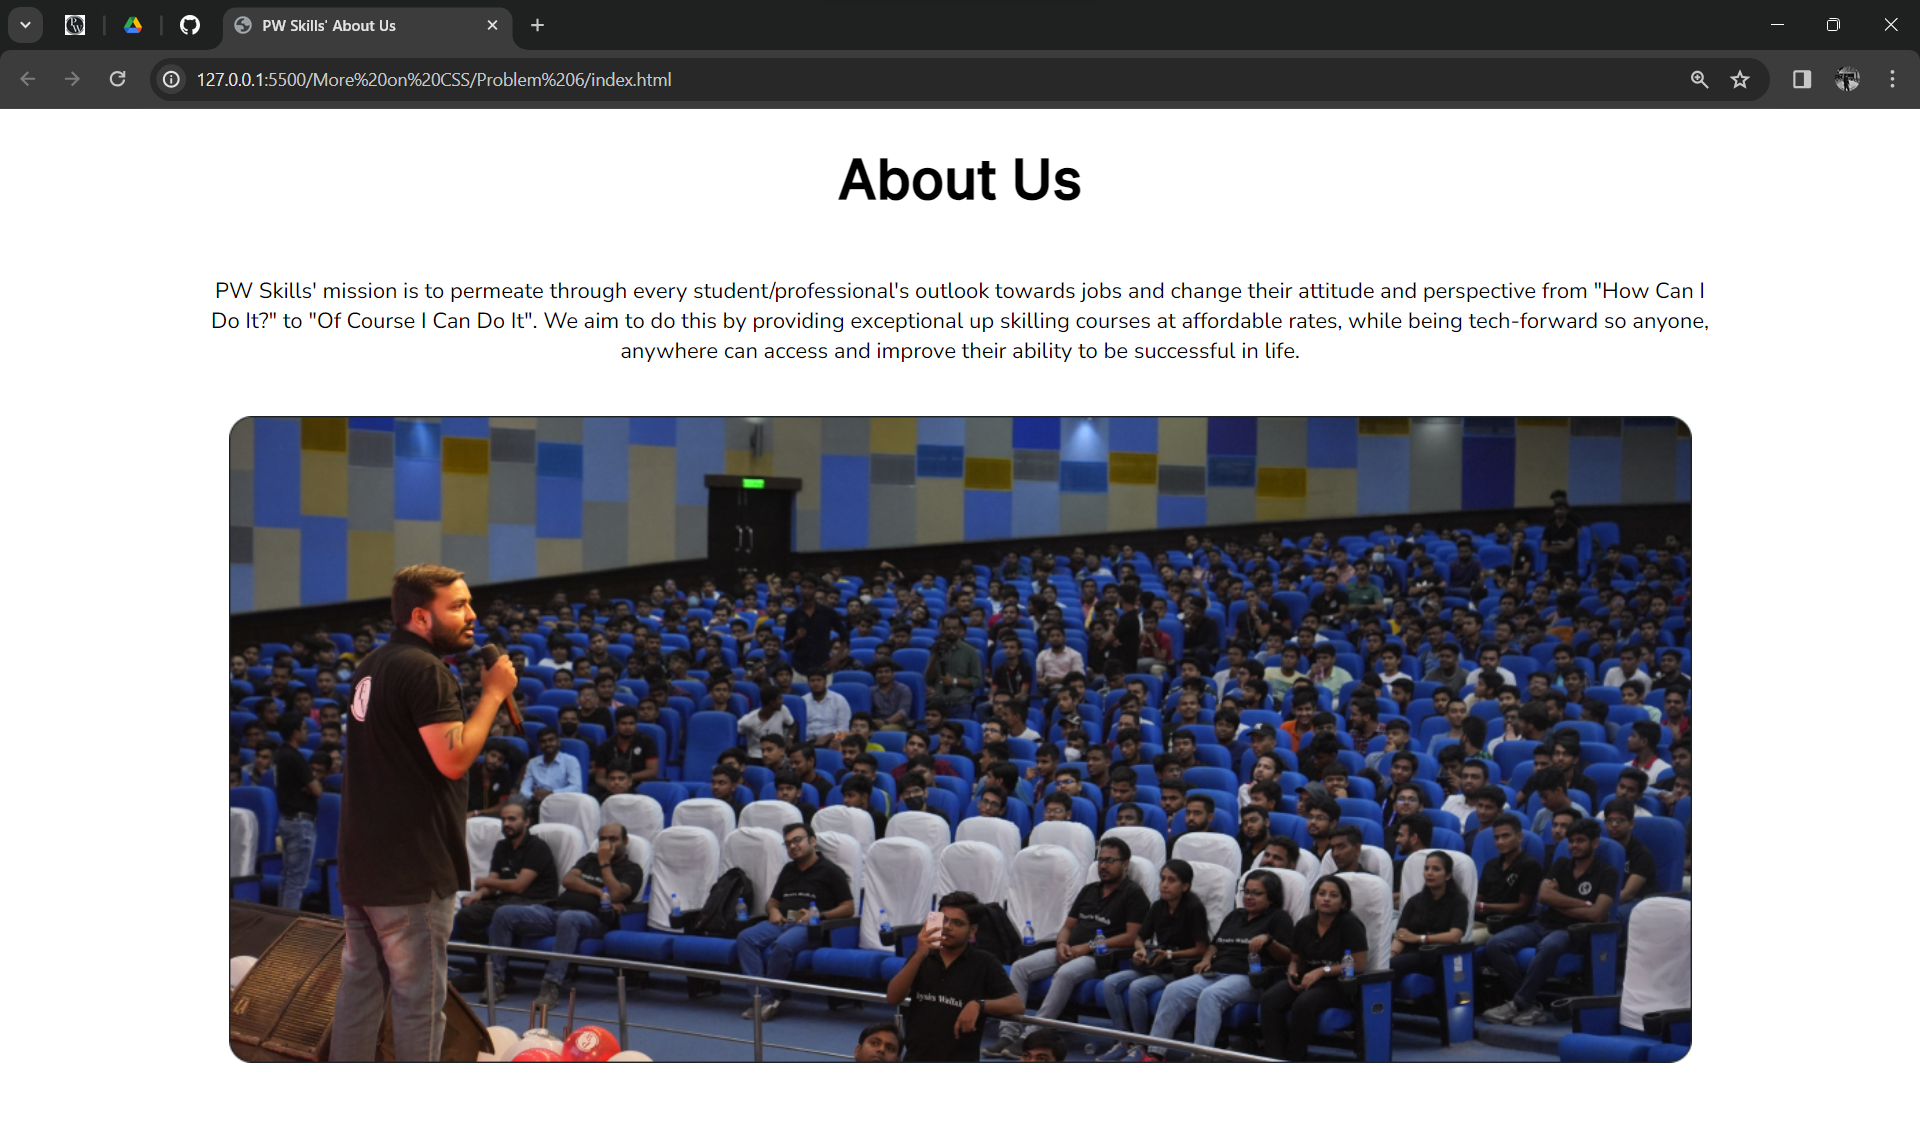 PW Skills' About Us
127.0.0.1:5500/More%20on%20CSS/Problem%206/index.html
About Us
PW Skills' mission is to permeate through every student/professional's outlook towards jobs and change their attitude and perspective from "How Can I
Do It?" to "Of Course I Can Do It". We aim to do this by providing exceptional up skilling courses at affordable rates, while being tech-forward so anyone,
anywhere can access and improve their ability to be successful in life.
Physics Wallah